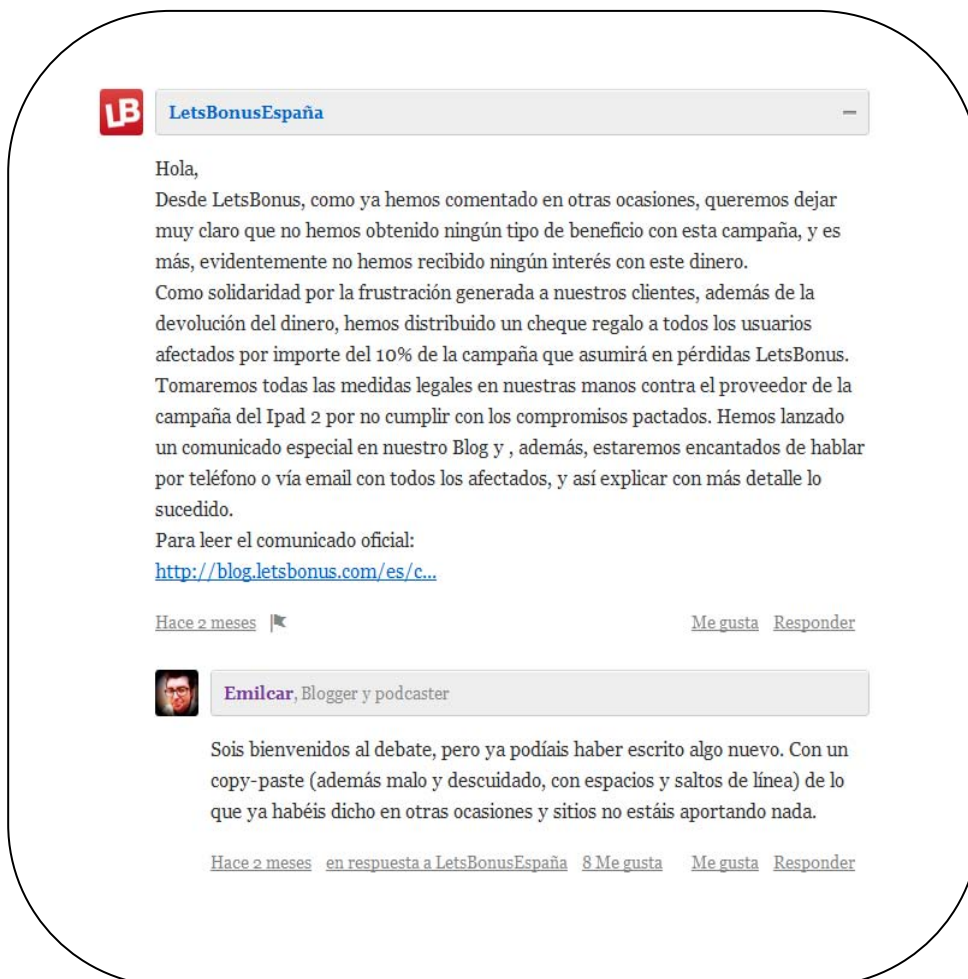 LB
LetsBonusEspaña
Hola,
Desde LetsBonus, como ya hemos comentado en otras ocasiones, queremos dejar
muy claro que no hemos obtenido ningún tipo de beneficio con esta campaña, y es
más, evidentemente no hemos recibido ningún interés con este dinero.
Como solidaridad por la frustración generada a nuestros clientes, además de la
devolución del dinero, hemos distribuido un cheque regalo a todos los usuarios
afectados por importe del 10% de la campaña que asumirá en pérdidas LetsBonus.
Tomaremos todas las medidas legales en nuestras manos contra el proveedor de la
campaña del Ipad 2 por no cumplir con los compromisos pactados. Hemos lanzado
un comunicado especial en nuestro Blog y , además, estaremos encantados de hablar
por teléfono o vía email con todos los afectados, y así explicar con más detalle lo
sucedido.
Para leer el comunicado oficial:
http://blog.letsbonus.com/es/c...
Hace 2 meses Me gusta Responder
Emilcar, Blogger y podcaster
Sois bienvenidos al debate, pero ya podíais haber escrito algo nuevo. Con un
copy-paste (además malo y descuidado, con espacios y saltos de línea) de lo
que ya habéis dicho en otras ocasiones y sitios no estáis aportando nada.
Hace 2 meses en respuesta a LetsBonusEspaña 8 Me gusta Me gusta Responder